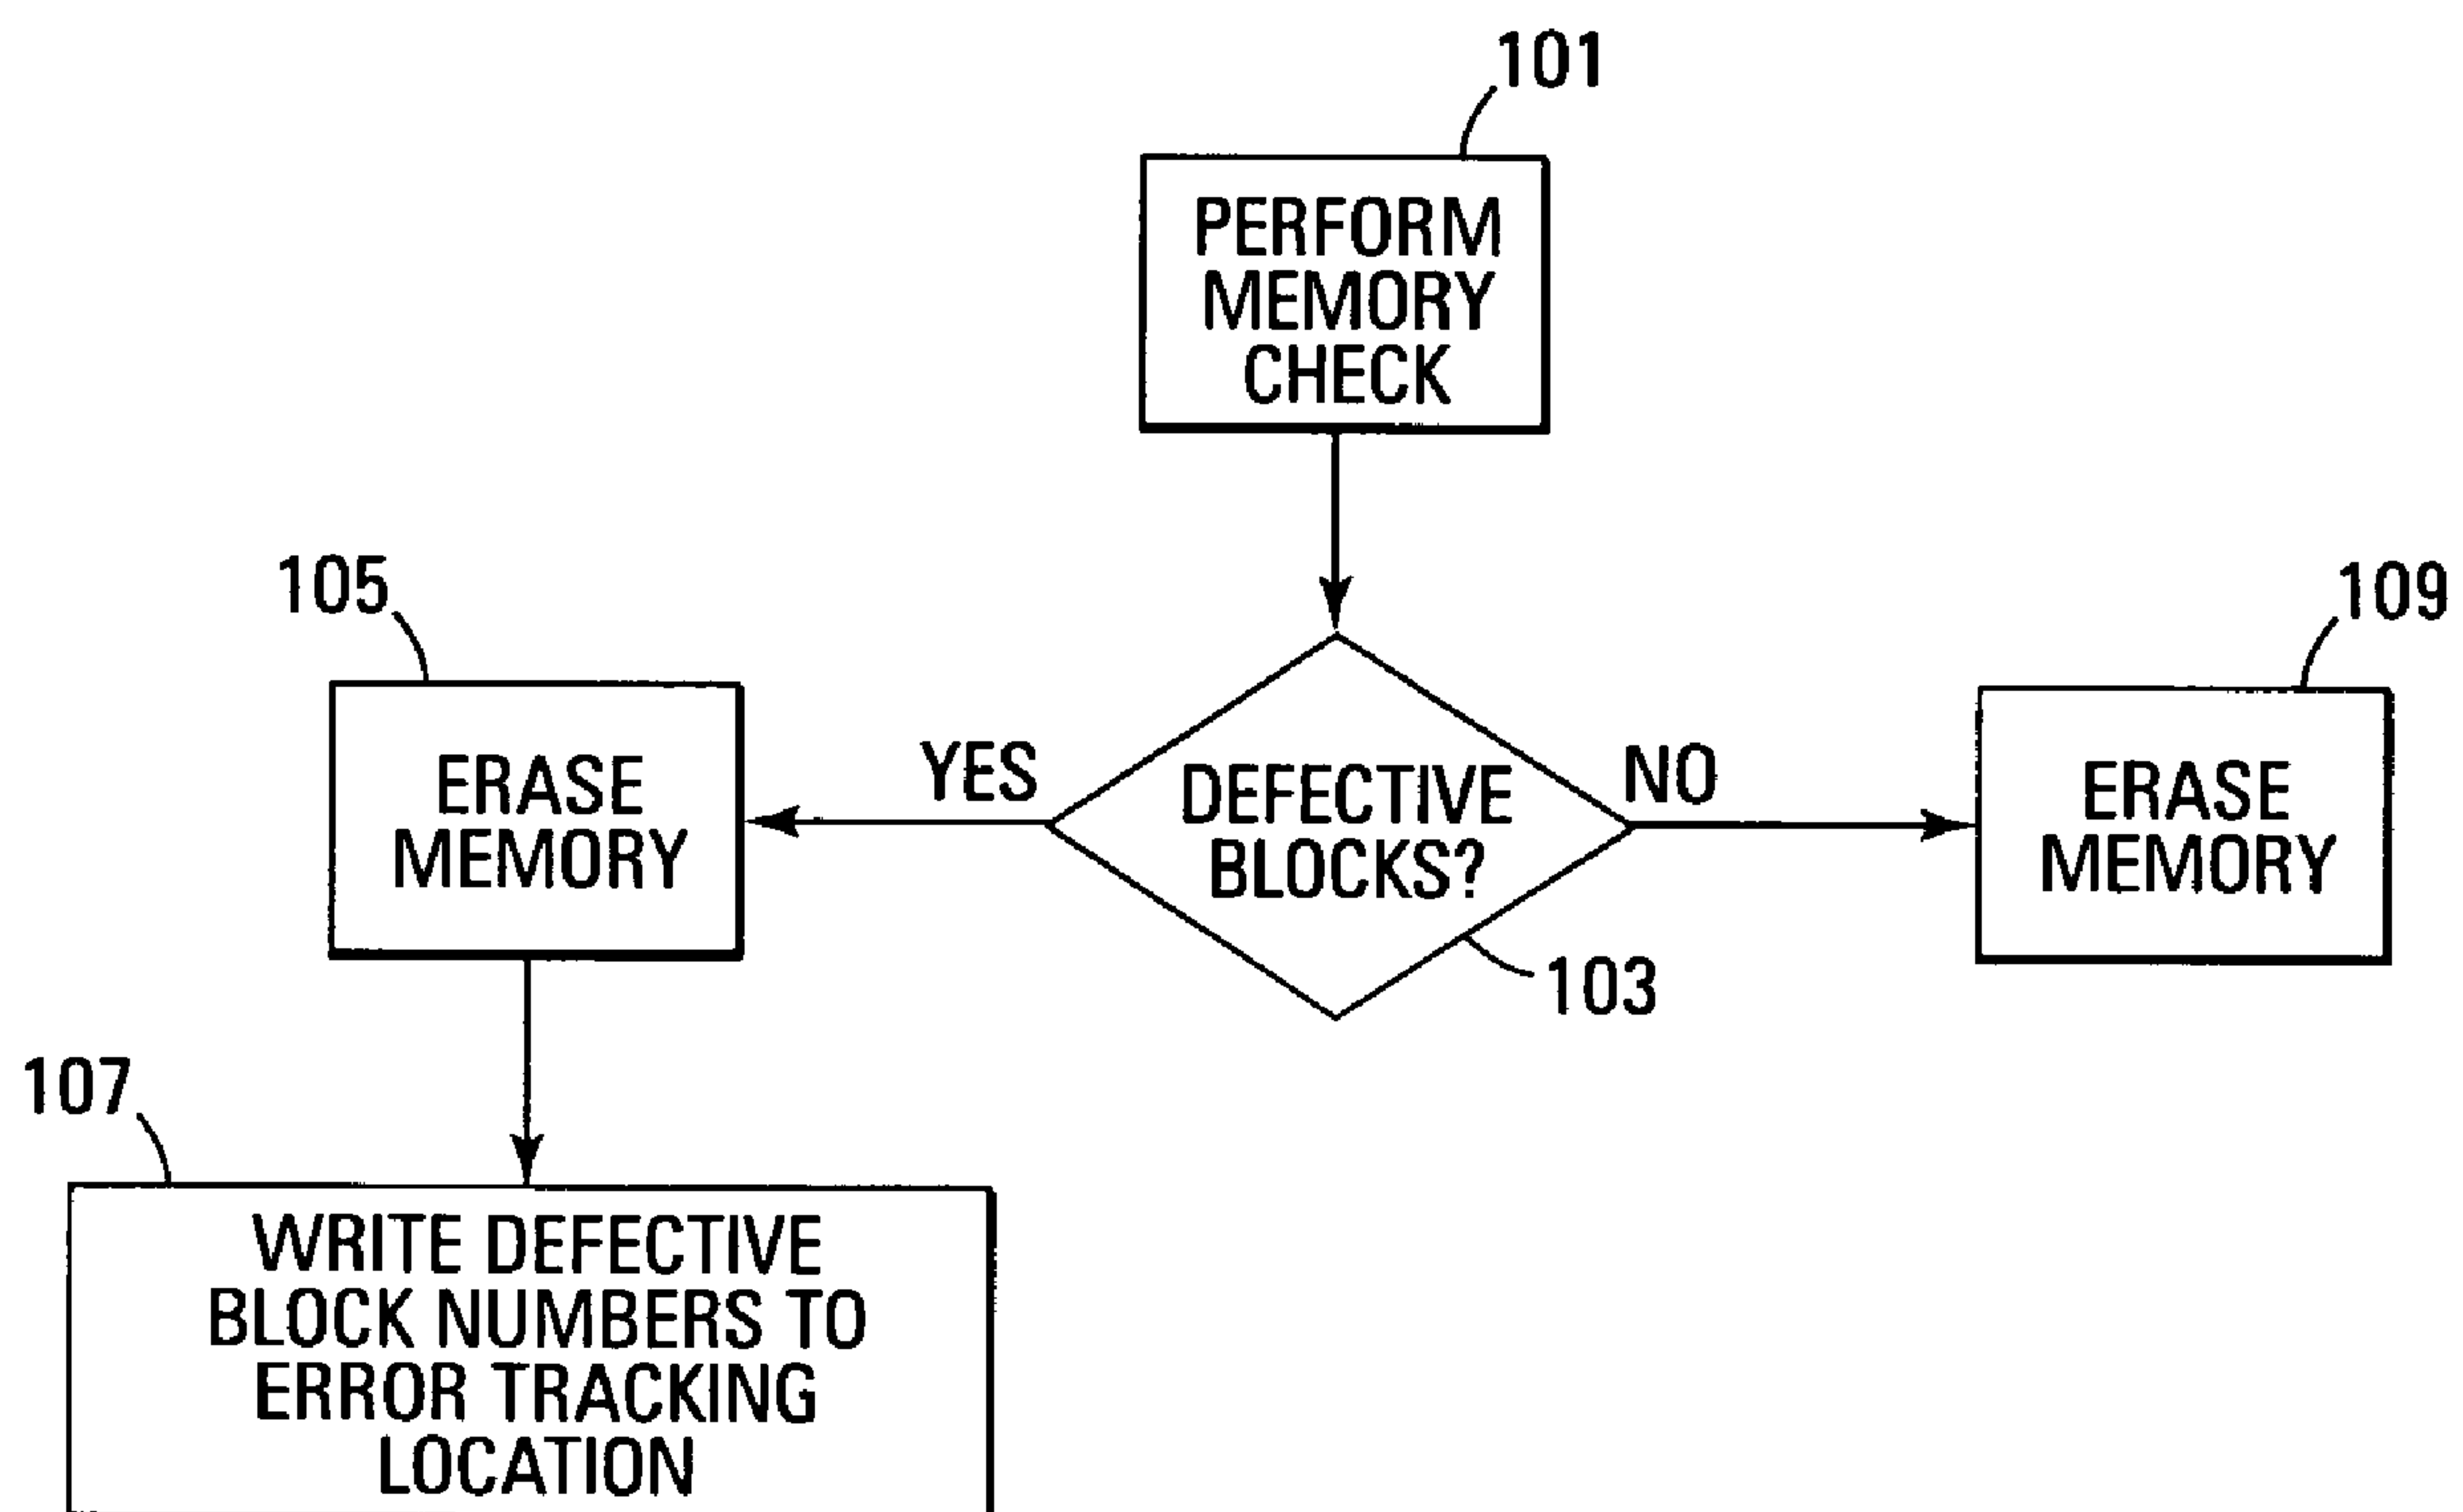 101
PERFORM
MEMORY
CHECK
105
109
ERASE
MEMORY
YES
DEFECTIVE
BLOCKS?
NO
ERASE
MEMORY
103
107
WRITE DEFECTIVE
BLOCK NUMBERS TO
ERROR TRACKING
LOCATION